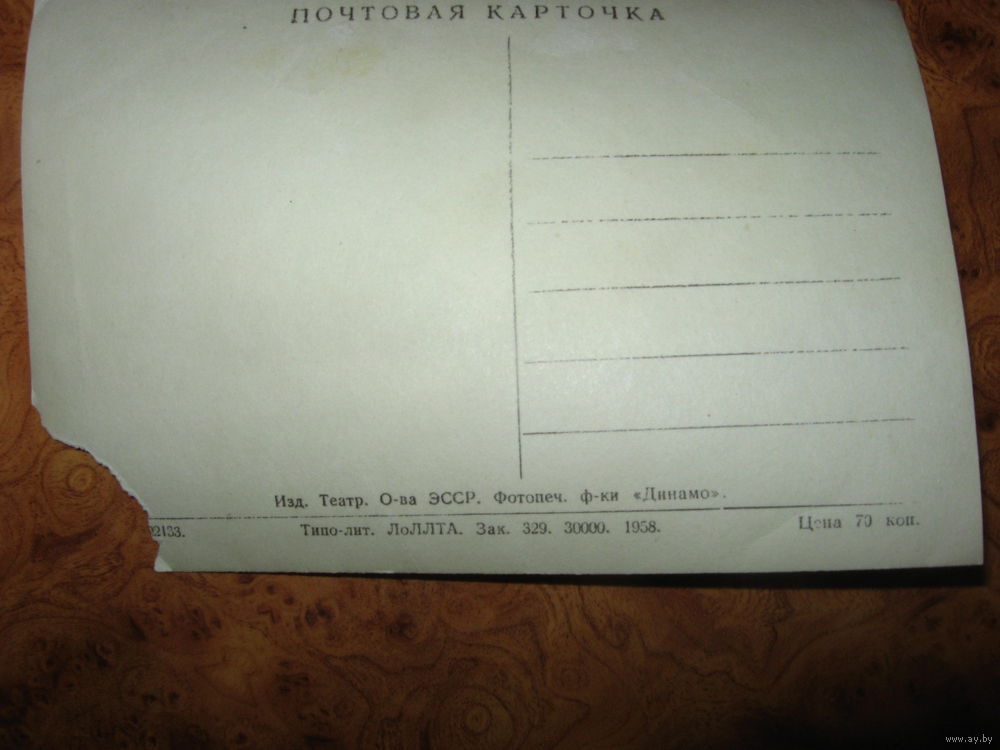 ПОЧТОВАЯ КАРТОЧКА
Изд. Театр. О-ва ЭССР. Фотопеч. ф-ки «Динамо».
2133. Типо-лит. ЛоЛЛТА. Зак. 329. 30000. 1958. Цена 70 коп.
www.ay.by